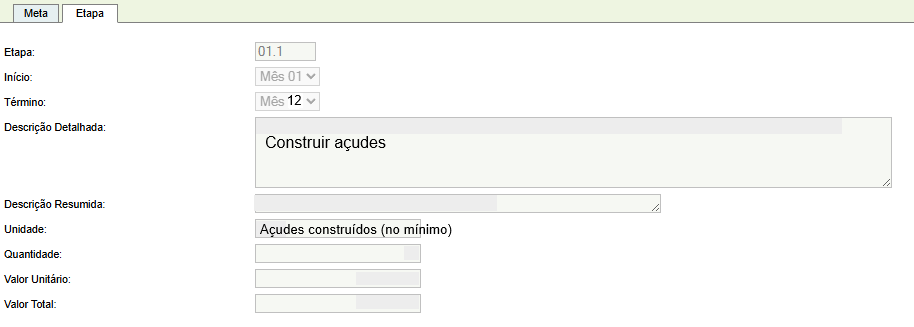 Meta Etapa
Etapa: 01.1
Início: Mês 01
Término: Mês 12
Descrição Detalhada:
Construir açudes
Descrição Resumida:
Unidade: Açudes construídos (no mínimo)
Quantidade:
Valor Unitário:
Valor Total: